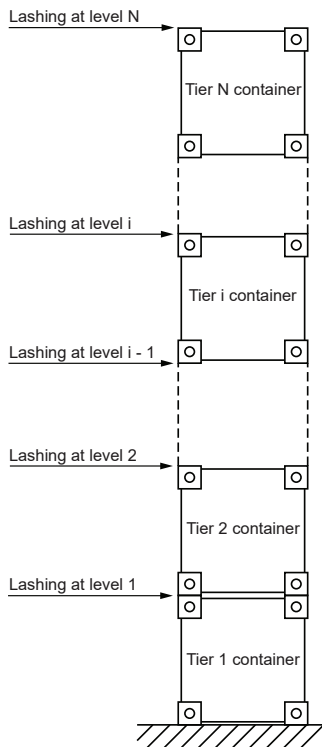 Lashing at level N
Tier N container
Lashing at level i
Tier i container
Lashing at level i - 1
Lashing at level 2
Tier 2 container
Lashing at level 1
Tier 1 container